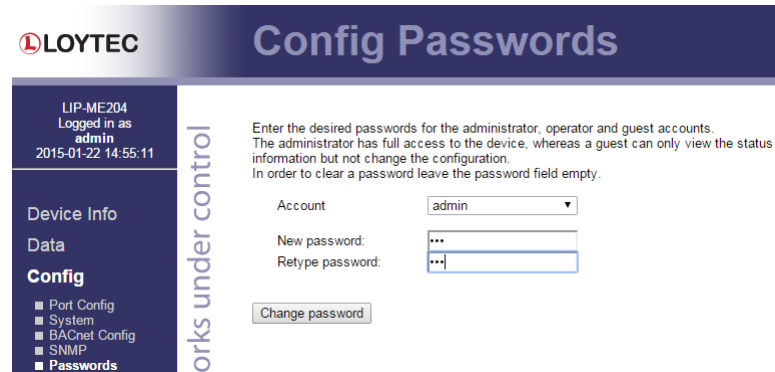 LOYTEC
Config Passwords
LIP-ME204
Logged in as
admin
2015-01-22 14:55:11
Device Info
Data
Config
Port Config
System
BACnet Config
SNMP
Passwords
orks under control
Enter the desired passwords for the administrator, operator and guest accounts.
The administrator has full access to the device, whereas a guest can only view the status
information but not change the configuration.
In order to clear a password leave the password field empty.
Account admin
New password: •••
Retype password: •••
Change password